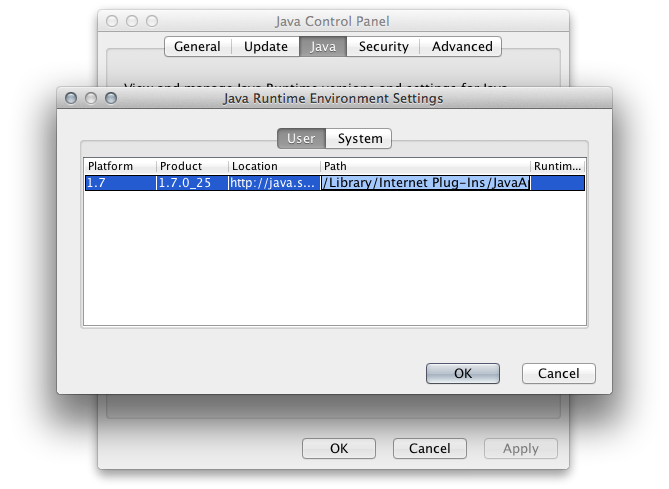 Java Control Panel
General Update Java Security Advanced
View and manage Java Runtime versions and settings for Java
Java Runtime Environment Settings
User System
Platform Product Location Path Runtim...
1.7 1.7.0_25 http://java.s... /Library/Internet Plug-Ins/JavaAp
OK Cancel
OK Cancel Apply